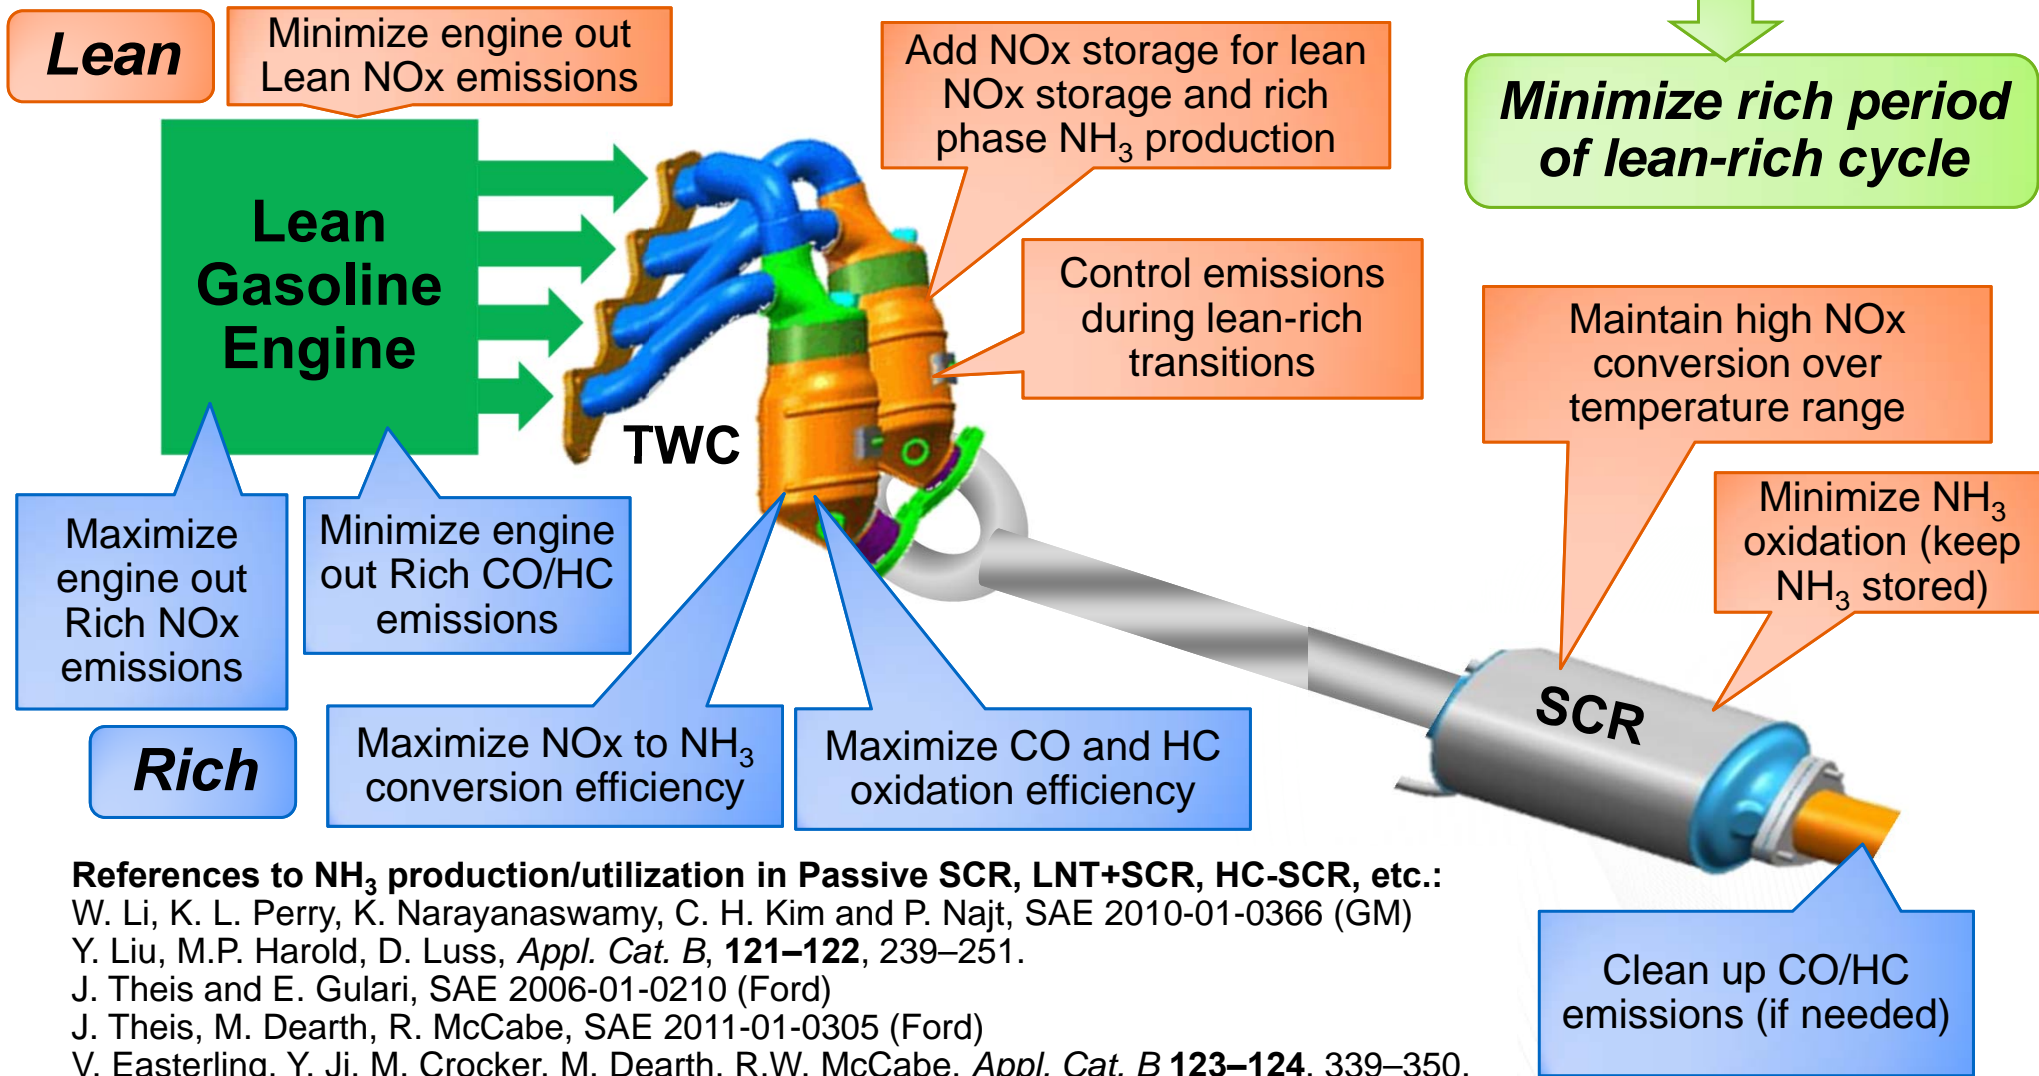 Lean
Minimize engine out
Lean NOx emissions
Add NOx storage for lean
NOx storage and rich
phase NH₃ production
Minimize rich period
of lean-rich cycle
Lean
Gasoline
Engine
Control emissions
during lean-rich
transitions
Maintain high NOx
conversion over
temperature range
TWC
Minimize NH₃
oxidation (keep
NH₃ stored)
Maximize
engine out
Rich NOx
emissions
Minimize engine
out Rich CO/HC
emissions
SCR
Rich
Maximize NOx to NH₃
conversion efficiency
Maximize CO and HC
oxidation efficiency
References to NH₃ production/utilization in Passive SCR, LNT+SCR, HC-SCR, etc.:
W. Li, K. L. Perry, K. Narayanaswamy, C. H. Kim and P. Najt, SAE 2010-01-0366 (GM)
Y. Liu, M.P. Harold, D. Luss, Appl. Cat. B, 121–122, 239–251.
J. Theis and E. Gulari, SAE 2006-01-0210 (Ford)
J. Theis, M. Dearth, R. McCabe, SAE 2011-01-0305 (Ford)
V. Easterling, Y. Ji, M. Crocker, M. Dearth, R.W. McCabe, Appl. Cat. B 123–124, 339–350.
Clean up CO/HC
emissions (if needed)